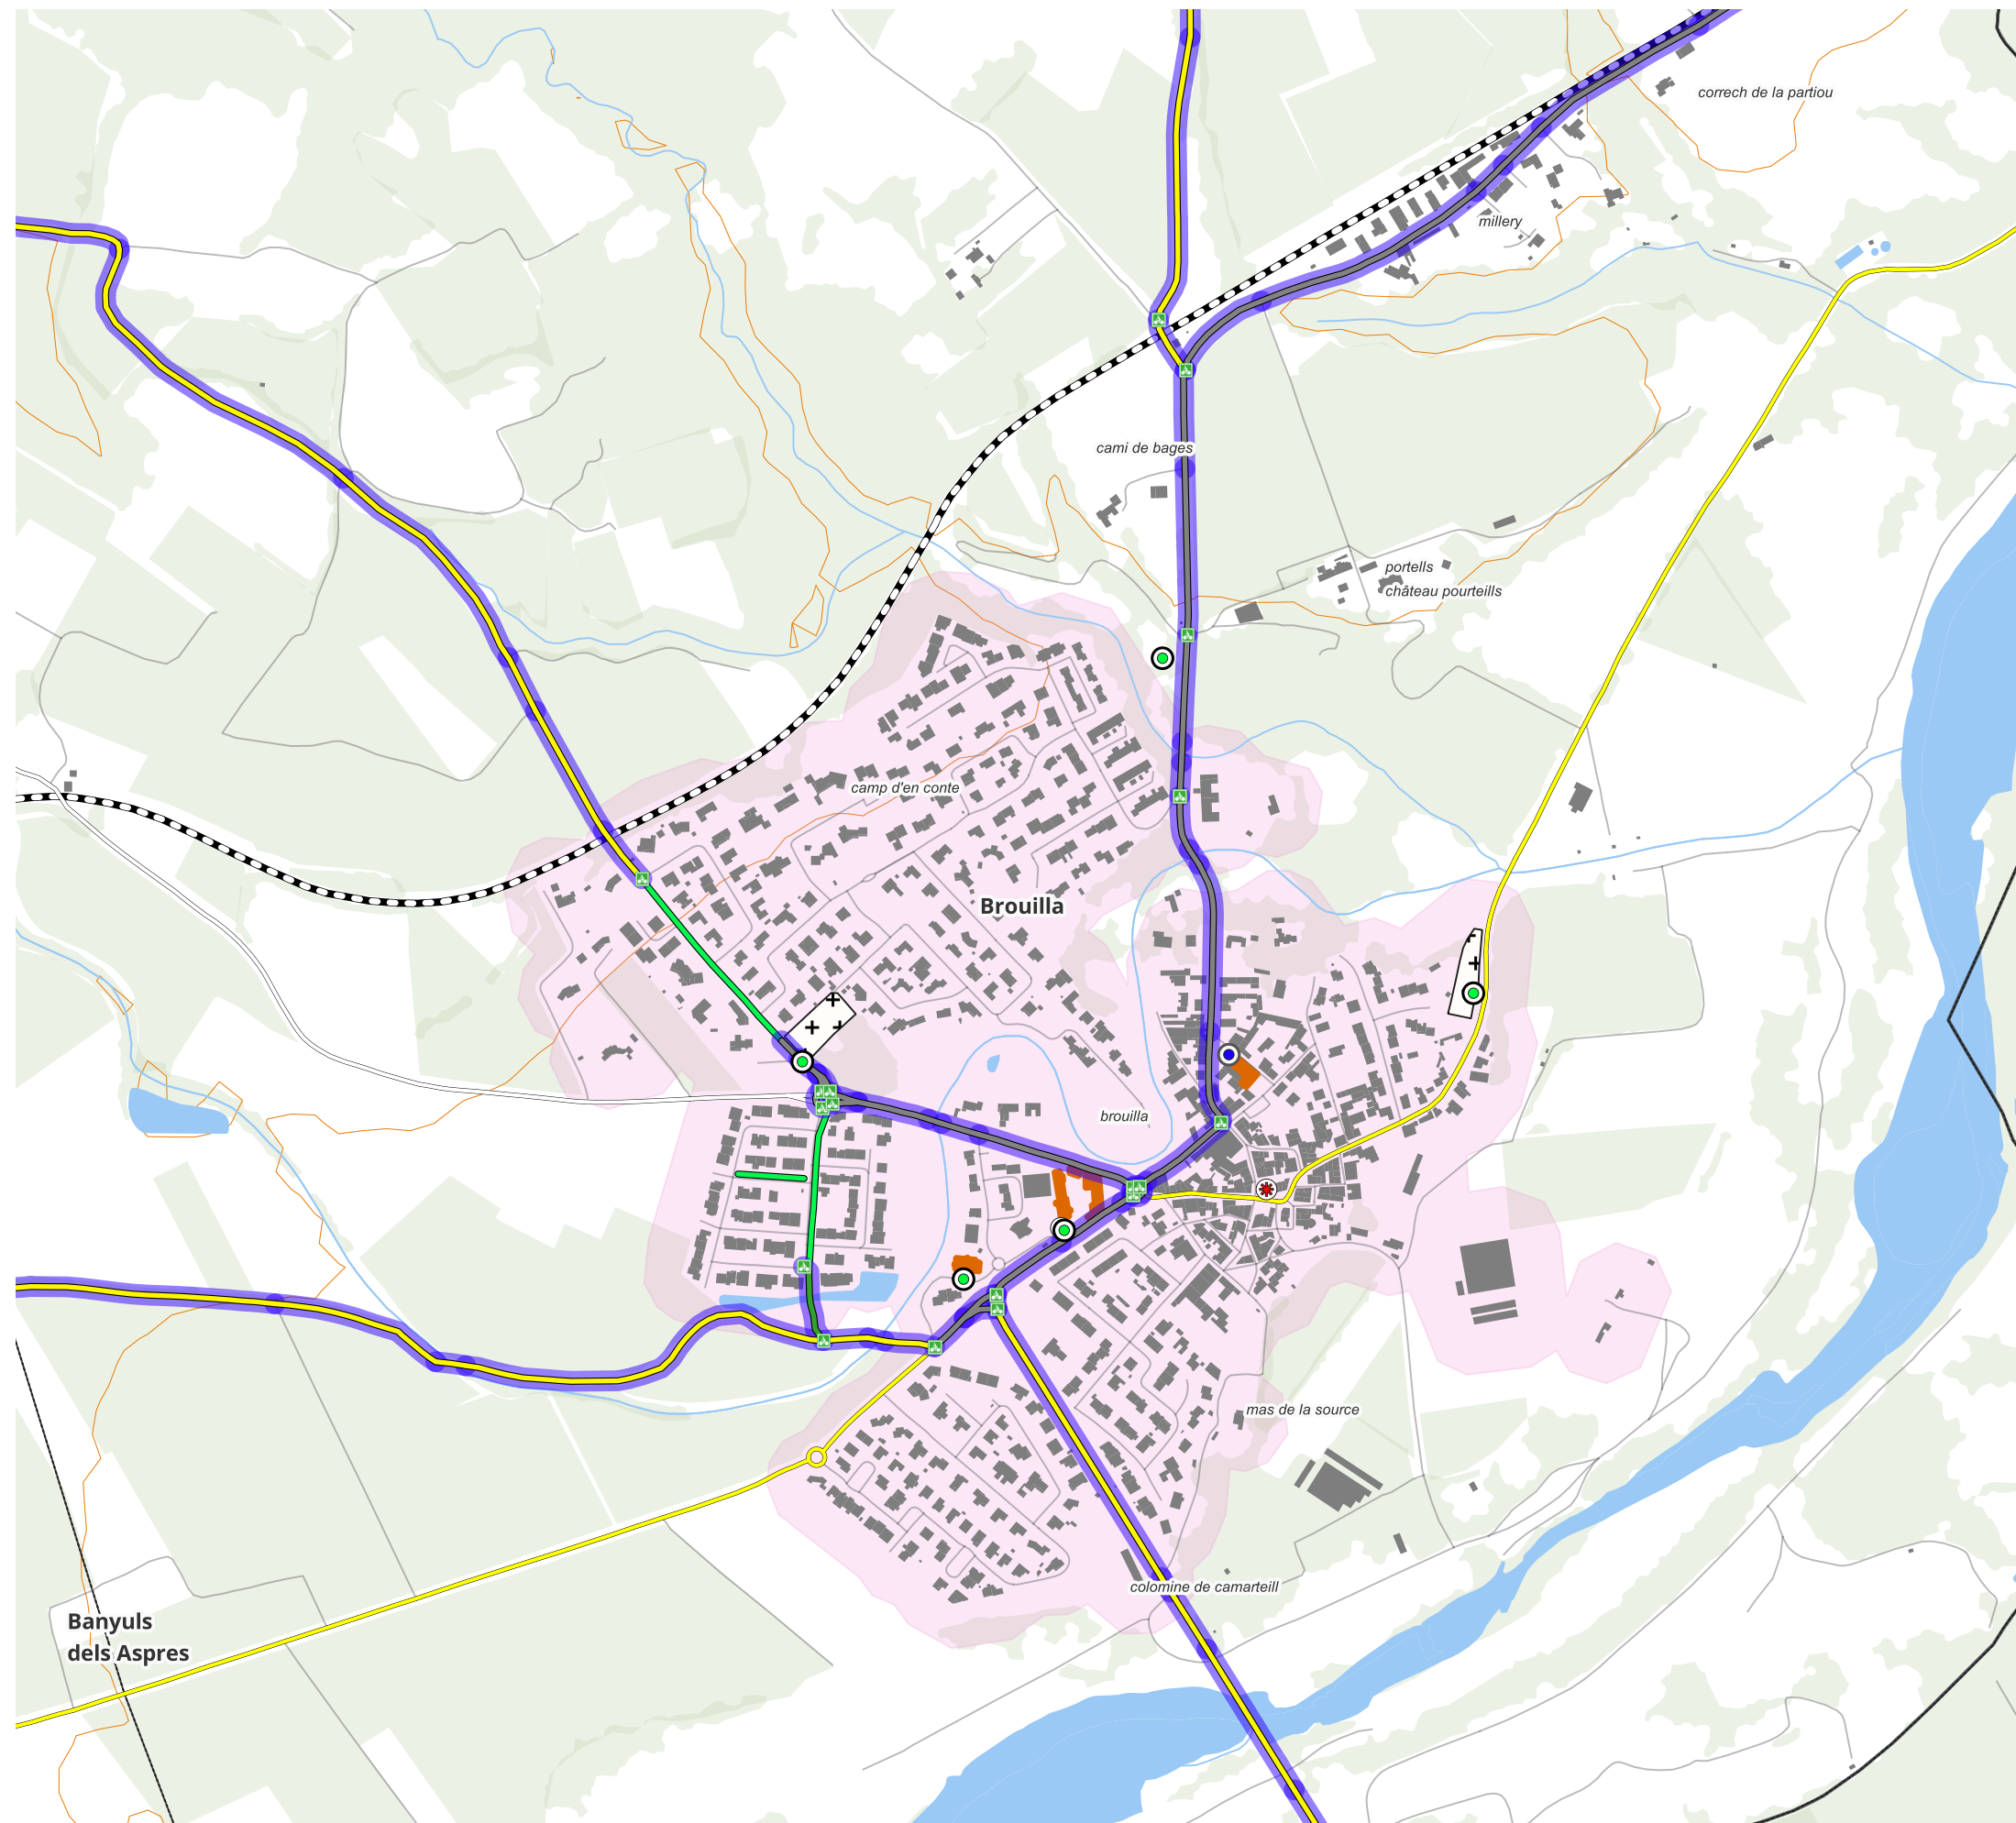 correch de la partiou
millery
cami de bages
portells
château pourteills
camp d'en conte
Brouilla
brouilla
mas de la source
colomine de camarteill
Banyuls
dels Aspres